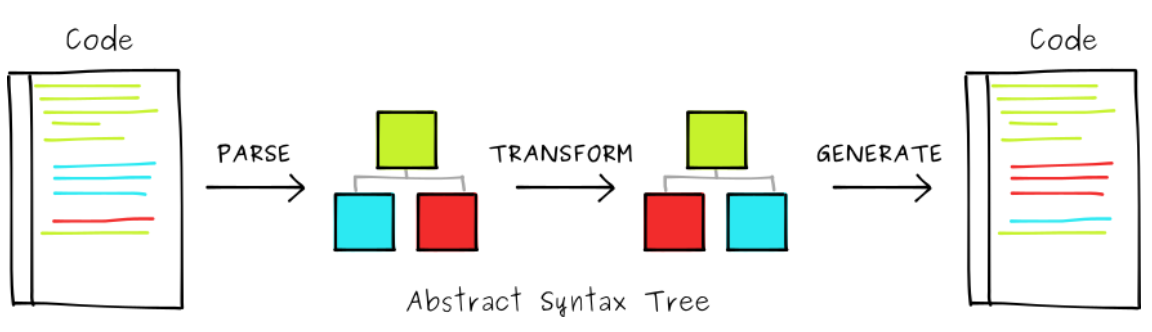 Code
Code
PARSE
TRANSFORM
GENERATE
Abstract Syntax Tree